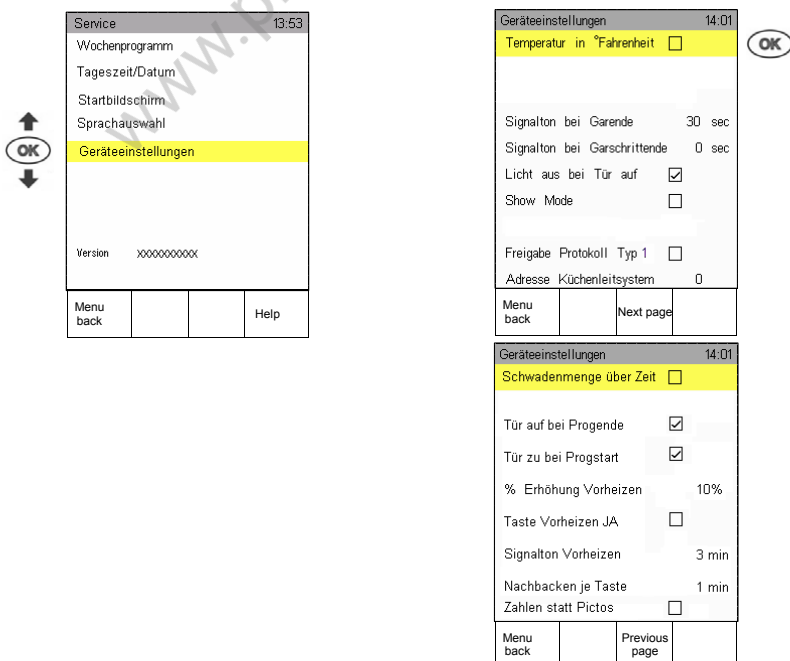 Service 13:53
Wochenprogramm
Tageszeit/Datum
Startbildschirm
Sprachauswahl
OK
Geräteeinstellungen
Version XXXXXXXXXX
Menu back Help
www.p
Geräteeinstellungen 14:01
Temperatur in °Fahrenheit
OK
Signalton bei Garende 30 sec
Signalton bei Garschrittende 0 sec
Licht aus bei Tür auf
Show Mode
Freigabe Protokoll Typ 1
Adresse Küchenleitsystem 0
Menu back Next page
Geräteeinstellungen 14:01
Schwadenmenge über Zeit
Tür auf bei Progende
Tür zu bei Progstart
% Erhöhung Vorheizen 10%
Taste Vorheizen JA
Signalton Vorheizen 3 min
Nachbacken je Taste 1 min
Zahlen statt Pictos
Menu back Previous page